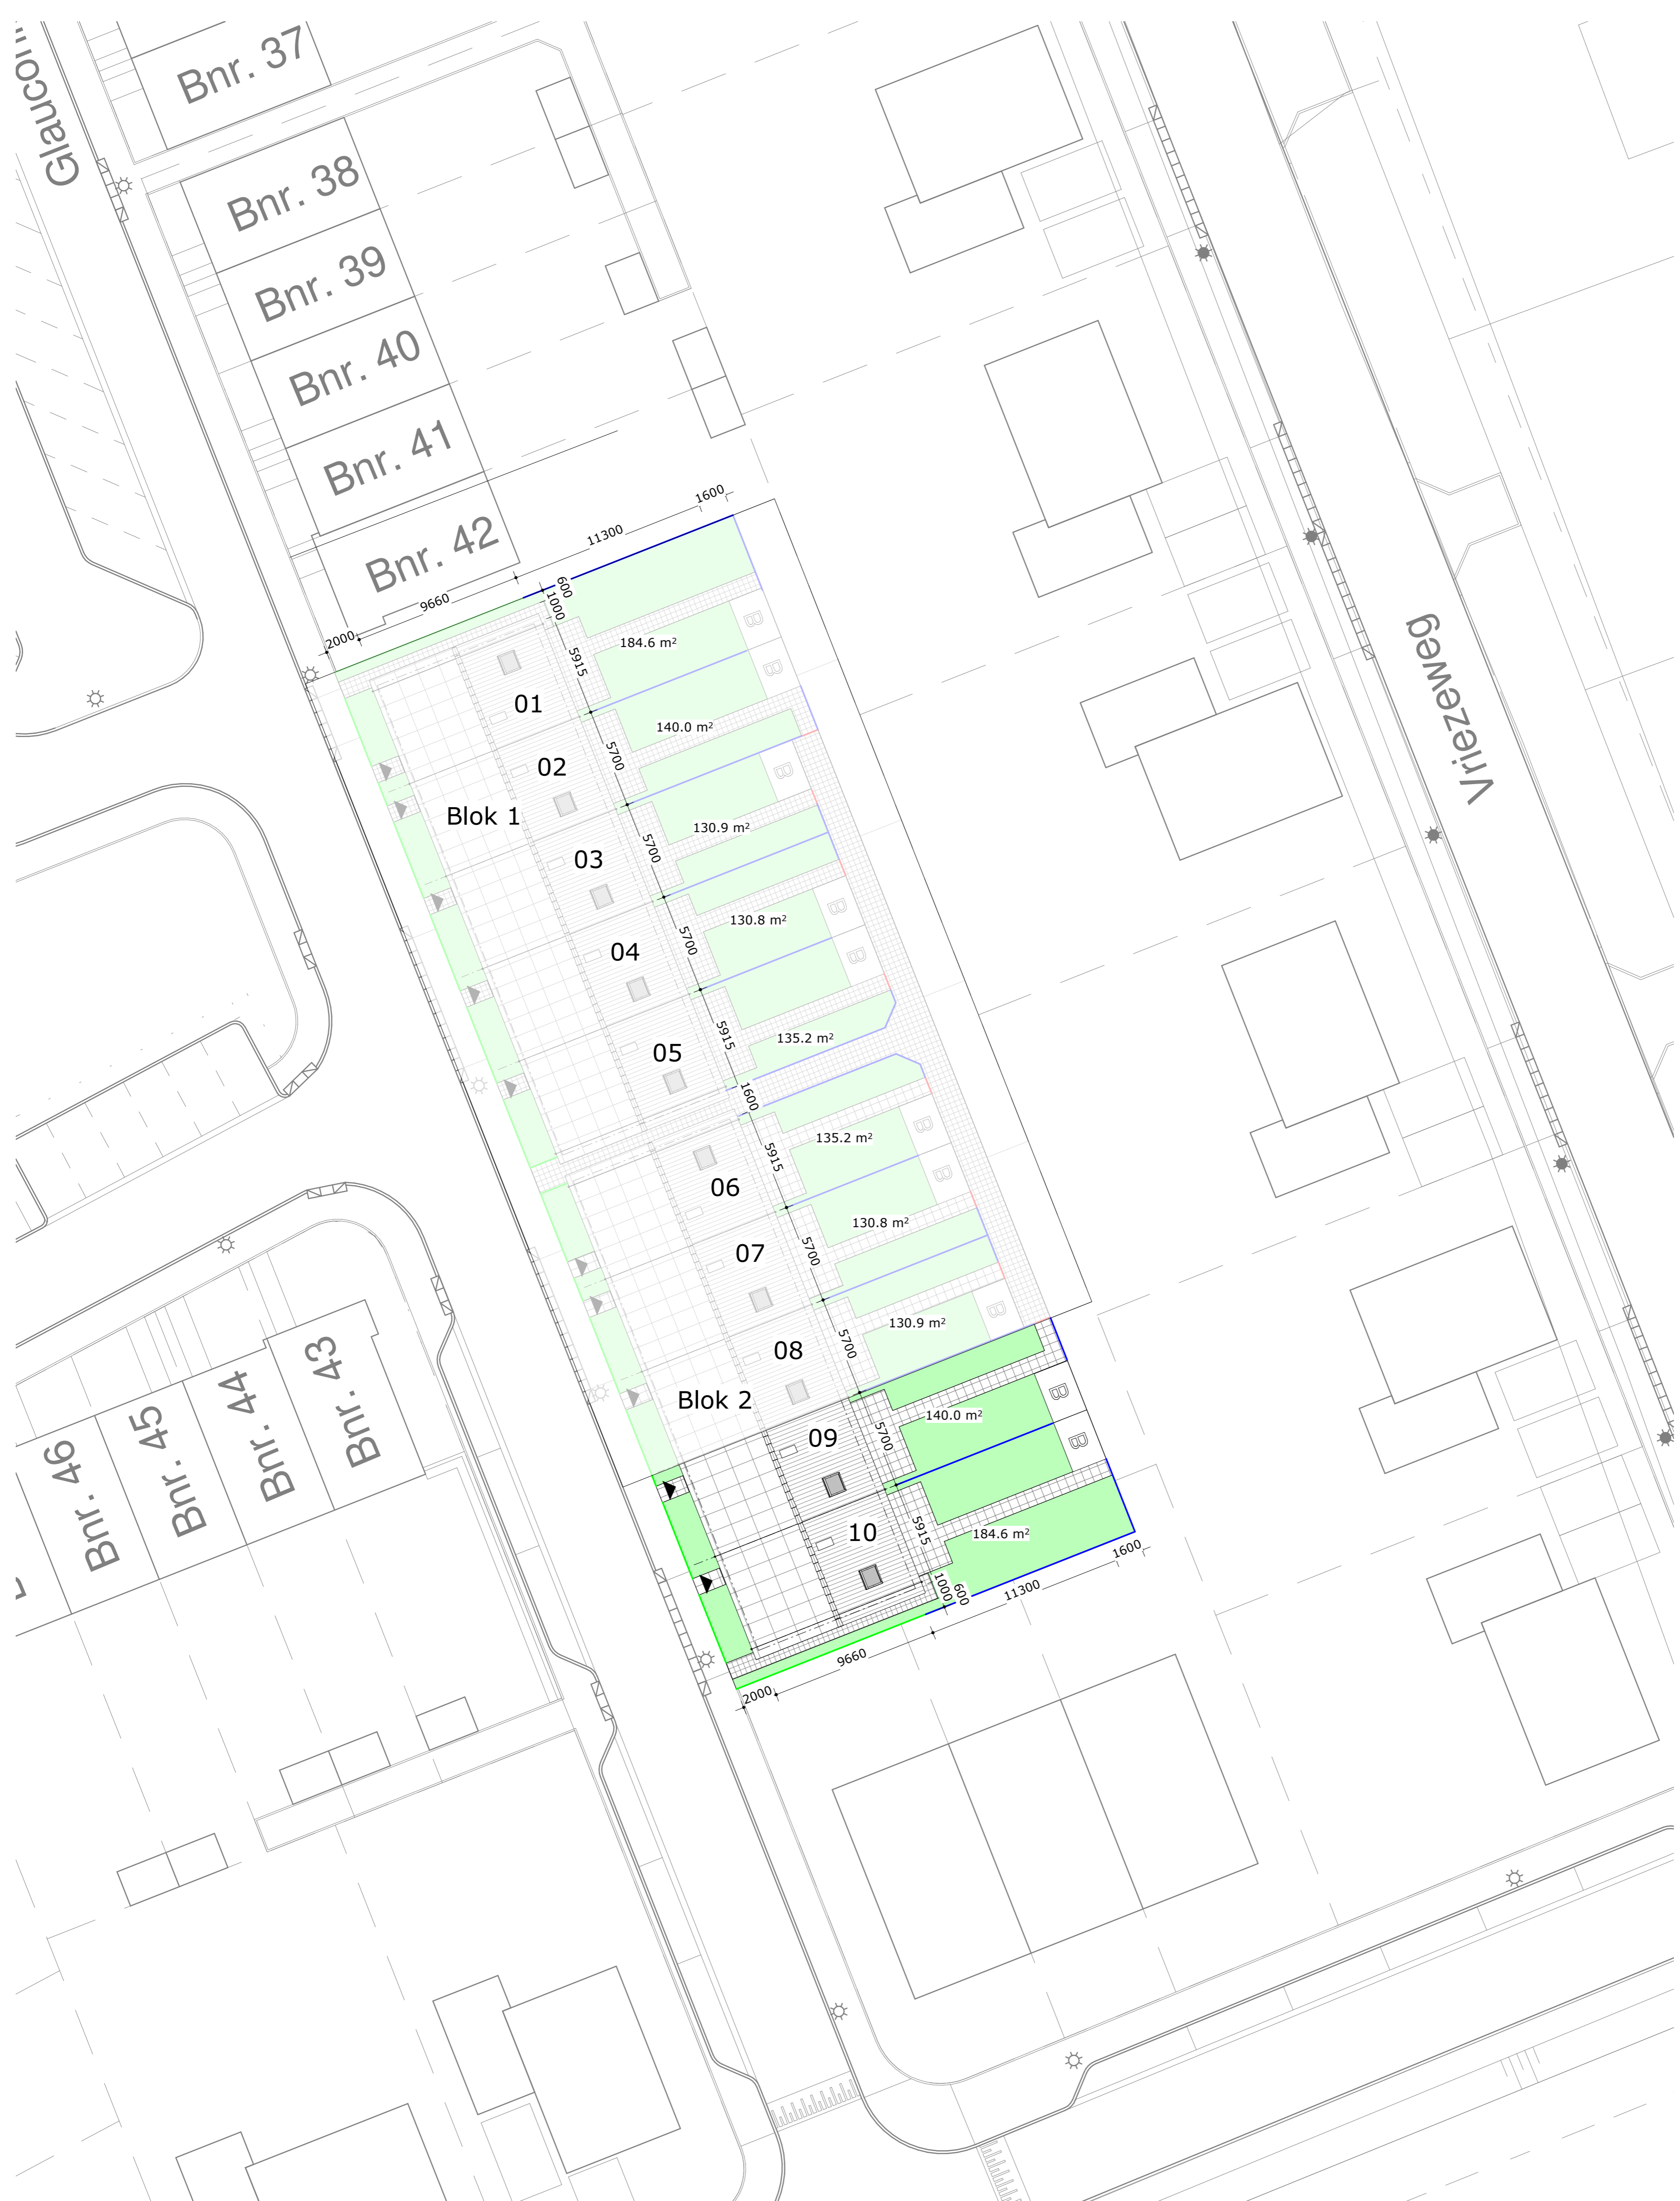 Bnr. 37
Bnr. 38
Bnr. 39
Bnr. 40
Bnr. 41
Bnr. 42
1600
11300
9660
2000
600
1000
5915
184.6 m²
01
5700
140.0 m²
02
Blok 1
5700
130.9 m²
03
5700
130.8 m²
04
5915
135.2 m²
05
1600
5915
135.2 m²
06
5700
130.8 m²
07
5700
130.9 m²
08
Blok 2
5700
140.0 m²
09
B
B
5915
184.6 m²
10
1600
11300
1000
600
9660
2000
Vriezeweg
Bnr. 43
Bnr. 44
Bnr. 45
Bnr. 46